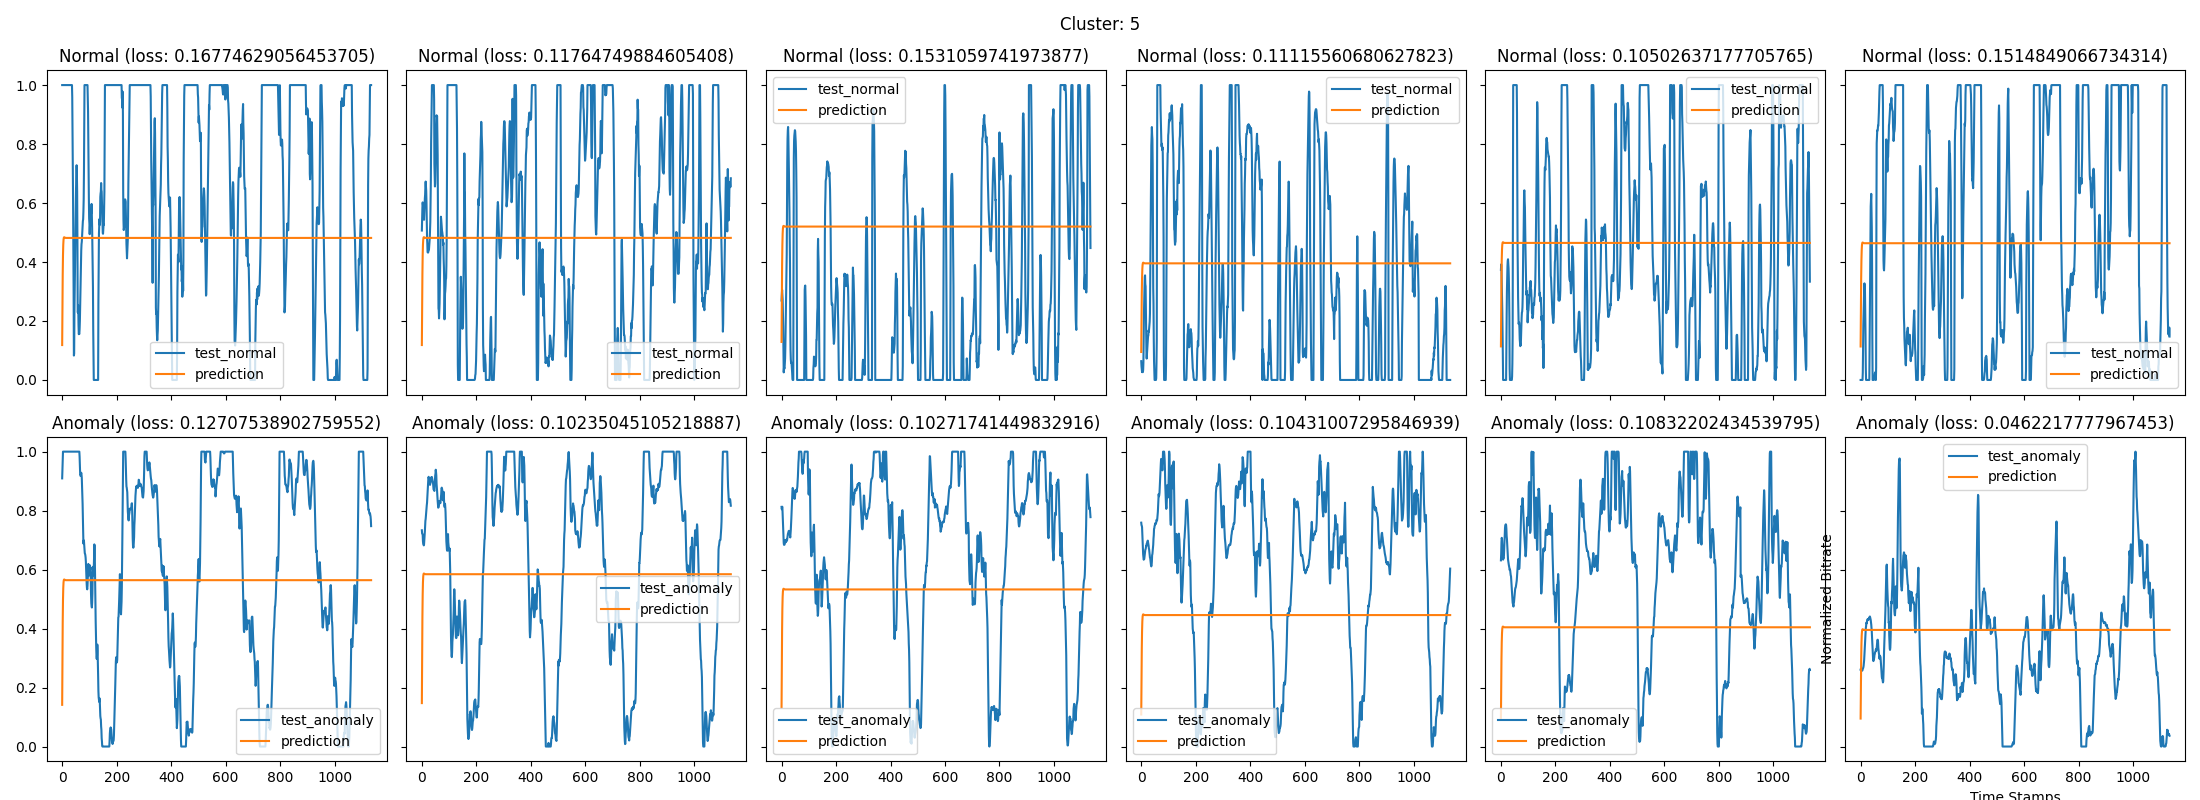 Cluster: 5
Normal (loss: 0.16774629056453705)
Normal (loss: 0.11764749884605408)
Normal (loss: 0.1531059741973877)
Normal (loss: 0.11115560680627823)
Normal (loss: 0.10502637177705765)
Normal (loss: 0.1514849066734314)
1.0
0.8
0.6
0.4
0.2
0.0
test_normal
prediction
test_normal
prediction
test_normal
prediction
test_normal
prediction
test_normal
prediction
test_normal
prediction
Anomaly (loss: 0.12707538902759552)
Anomaly (loss: 0.10235045105218887)
Anomaly (loss: 0.10271741449832916)
Anomaly (loss: 0.10431007295846939)
Anomaly (loss: 0.10832202434539795)
Anomaly (loss: 0.0462217777967453)
1.0
0.8
0.6
0.4
0.2
0.0
test_anomaly
prediction
test_anomaly
prediction
test_anomaly
prediction
test_anomaly
prediction
test_anomaly
prediction
test_anomaly
prediction
Normalized Bitrate
0 200 400 600 800 1000
0 200 400 600 800 1000
0 200 400 600 800 1000
0 200 400 600 800 1000
0 200 400 600 800 1000
0 200 400 600 800 1000
Time Stamps